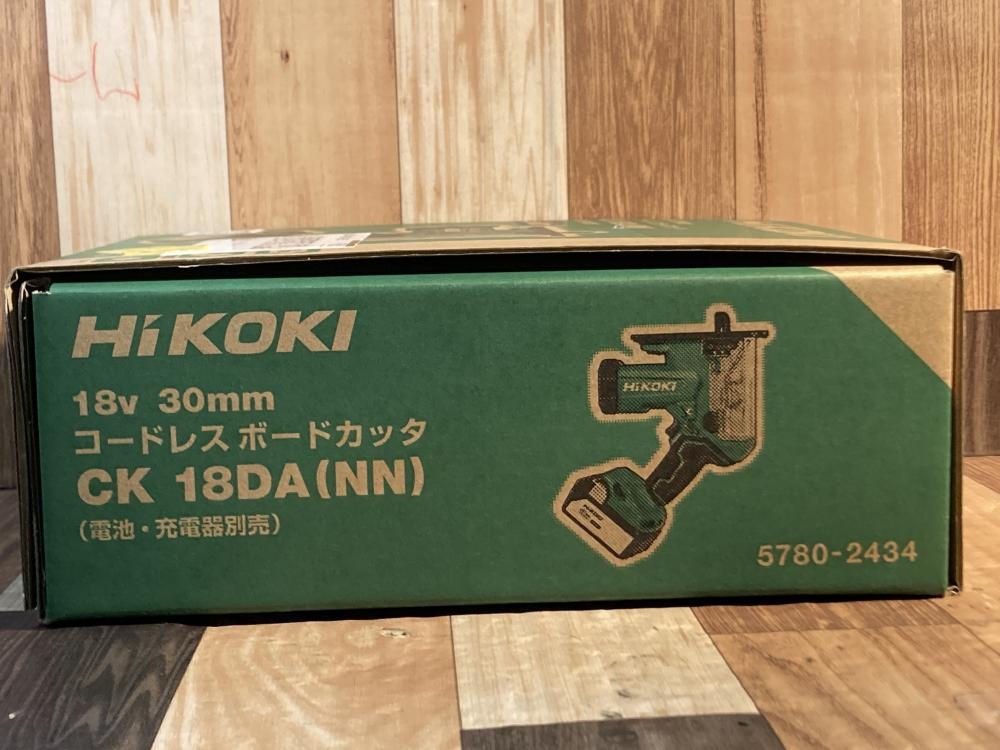 HiKOKI
18v 30mm
コードレス ボードカッタ
CK 18DA(NN)
(電池・充電器別売)
HiKOKI
HiKOKI
5780-2434